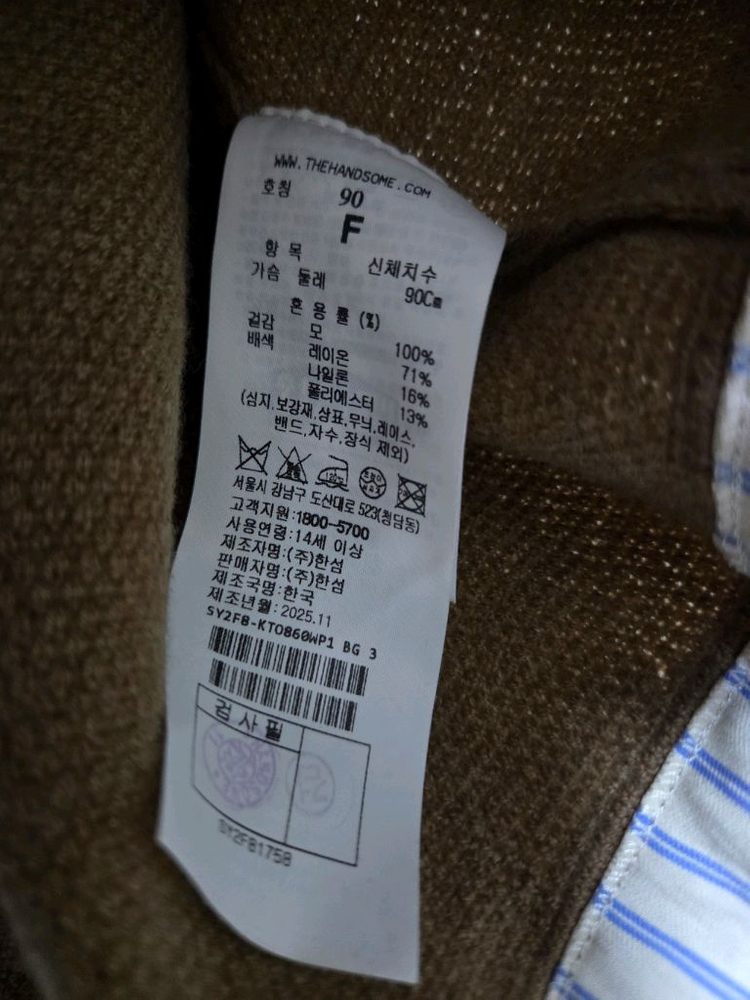 WWW.THEHANDSOME.COM
호칭 90
F
항 목 신체치수
가슴 둘레 90Cm
혼 용 률 (%)
겉감 모 100%
배색 레이온 71%
나일론 16%
폴리에스터 13%
(심지,보강재,상표,무늬,레이스,
밴드,자수,장식 제외)
서울시 강남구 도산대로 523(청담동)
고객지원:1800-5700
사용연령:14세 이상
제조자명:(주)한섬
판매자명:(주)한섬
제조국명:한국
제조년월:2025.11
SY2F8-KTO860WP1 BG 3
검사필
SY2F81758